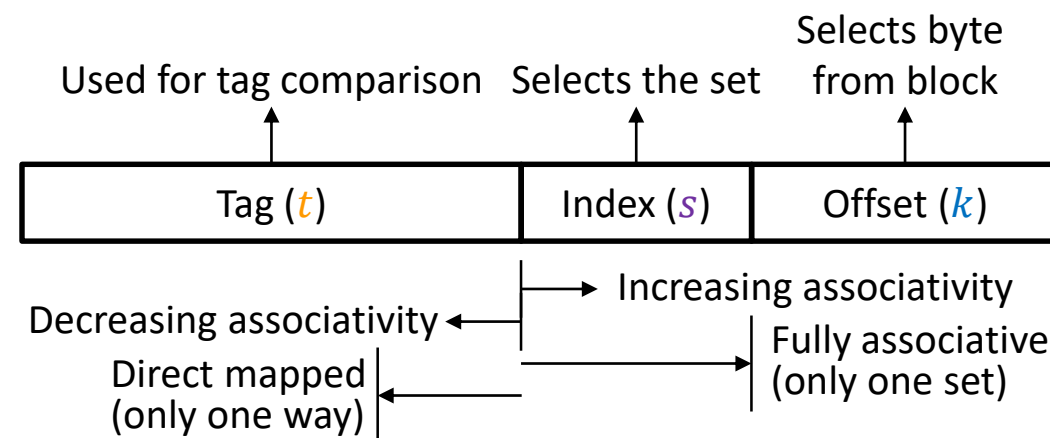 Selects byte
from block
Used for tag comparison
Selects the set
Tag (t)
Index (s)
Offset (k)
Increasing associativity
Decreasing associativity
Fully associative
(only one set)
Direct mapped
(only one way)